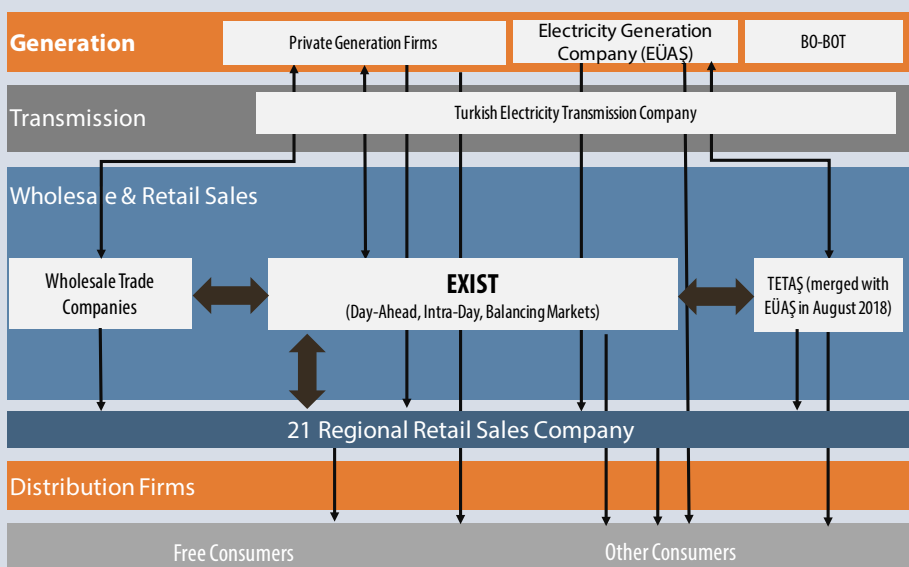 Generation
Private Generation Firms
Electricity Generation
Company (EÜAŞ)
BO-BOT
Transmission
Turkish Electricity Transmission Company
Wholesale & Retail Sales
Wholesale Trade
Companies
EXIST
(Day-Ahead, Intra-Day, Balancing Markets)
TETAŞ (merged with
EÜAŞ in August 2018)
21 Regional Retail Sales Company
Distribution Firms
Free Consumers
Other Consumers